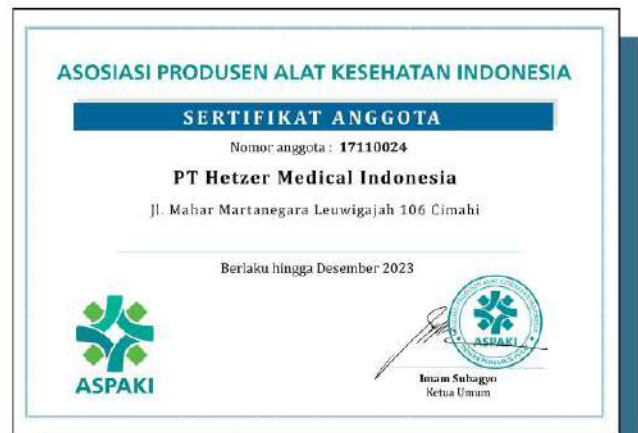 ASOSIASI PRODUSEN ALAT KESEHATAN INDONESIA
SERTIFIKAT ANGGOTA
Nomor anggota : 17110024
PT Hetzer Medical Indonesia
Jl. Mahar Martanegara Leuwigajah 106 Cimahi
Berlaku hingga Desember 2023
ASPAKI
ASPAKI
Imam Subagyo
Ketua Umum